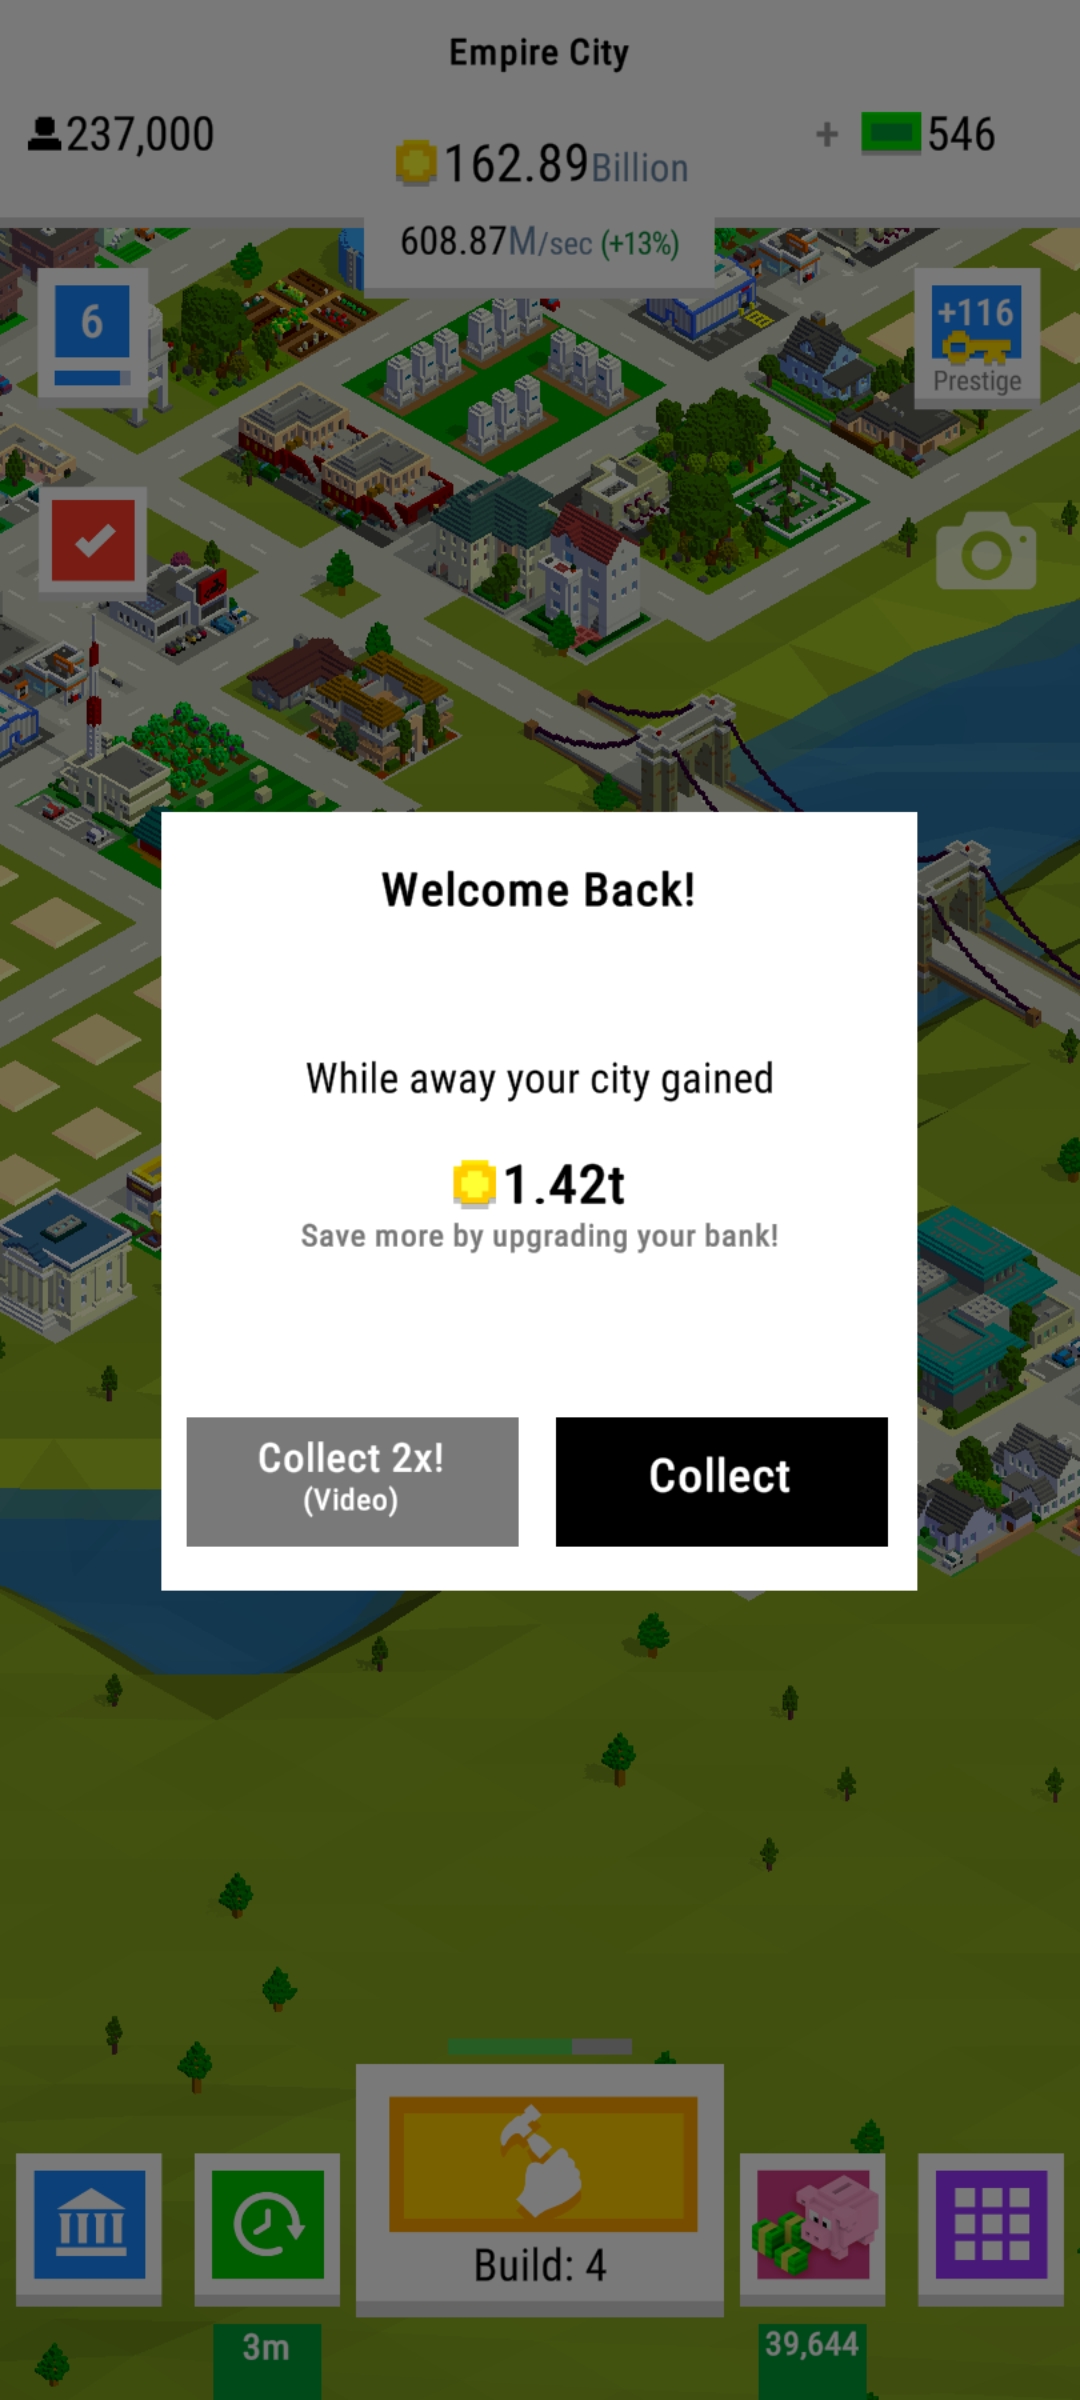 Empire City
237,000
162.89Billion
+ 546
608.87M/sec (+13%)
6
+116
Prestige
Welcome Back!
While away your city gained
1.42t
Save more by upgrading your bank!
Collect 2x!
(Video)
Collect
Build: 4
3m
39,644